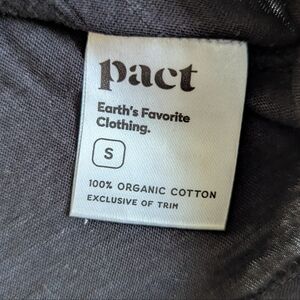 pact
Earth's Favorite
Clothing.
S
100% ORGANIC COTTON
EXCLUSIVE OF TRIM